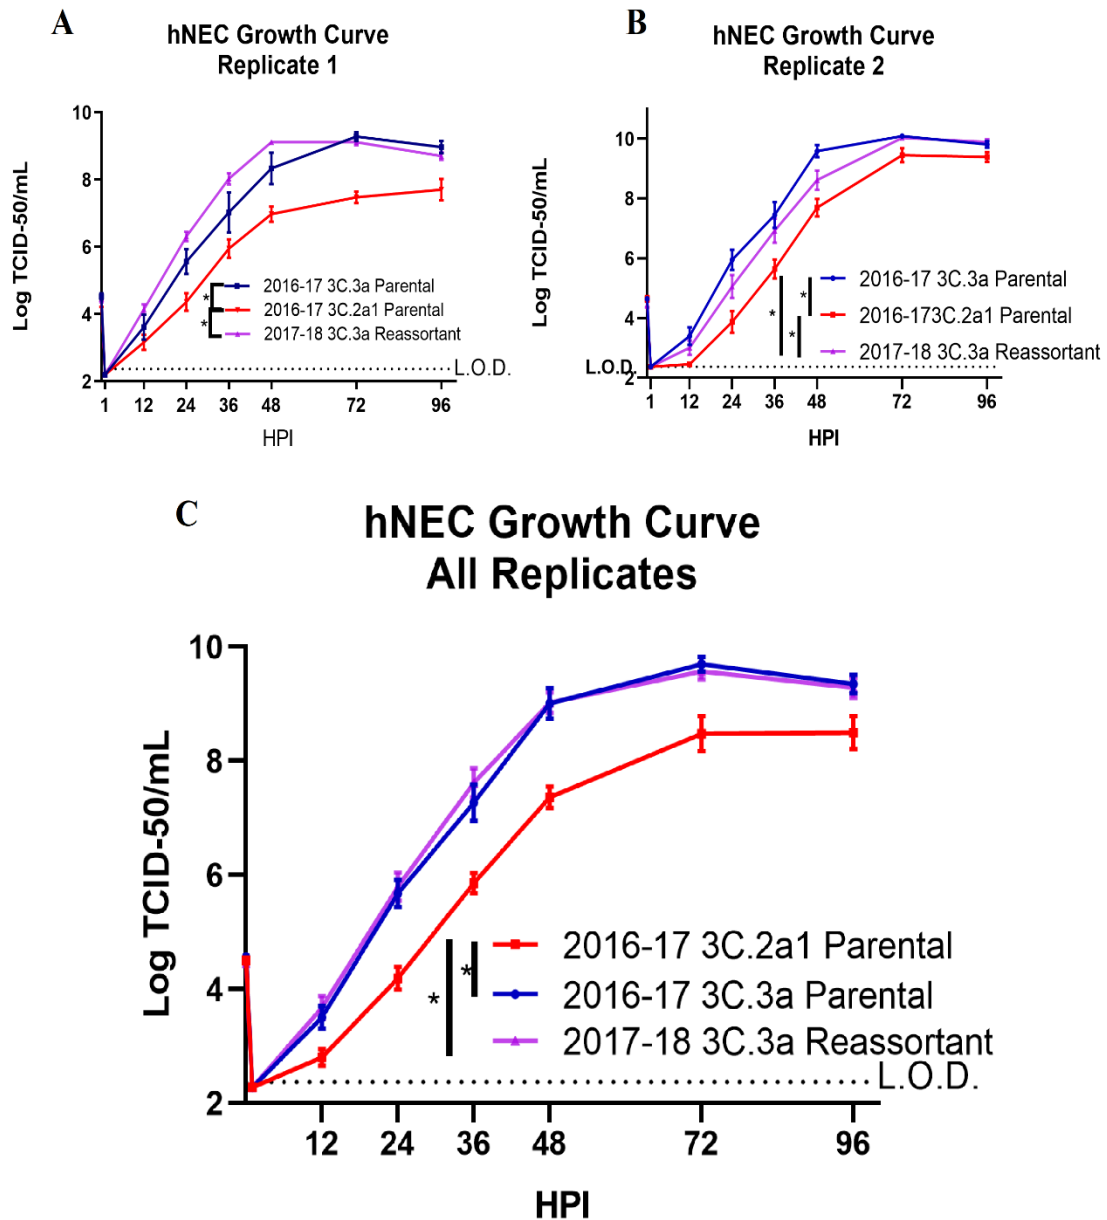 A
hNEC Growth Curve
Replicate 1
Log TCID-50/mL
10
8
6
4
2
2016-17 3C.3a Parental
*
2016-17 3C.2a1 Parental
*
2017-18 3C.3a Reassortant
L.O.D.
1 12 24 36 48 72 96
HPI
B
hNEC Growth Curve
Replicate 2
Log TCID-50/mL
10
8
6
4
2
2016-17 3C.3a Parental
*
2016-173C.2a1 Parental
*
*
2017-18 3C.3a Reassortant
L.O.D.
1 12 24 36 48 72 96
HPI
C
hNEC Growth Curve
All Replicates
Log TCID-50/mL
10
8
6
4
2
2016-17 3C.2a1 Parental
*
2016-17 3C.3a Parental
*
2017-18 3C.3a Reassortant
L.O.D.
12 24 36 48 72 96
HPI